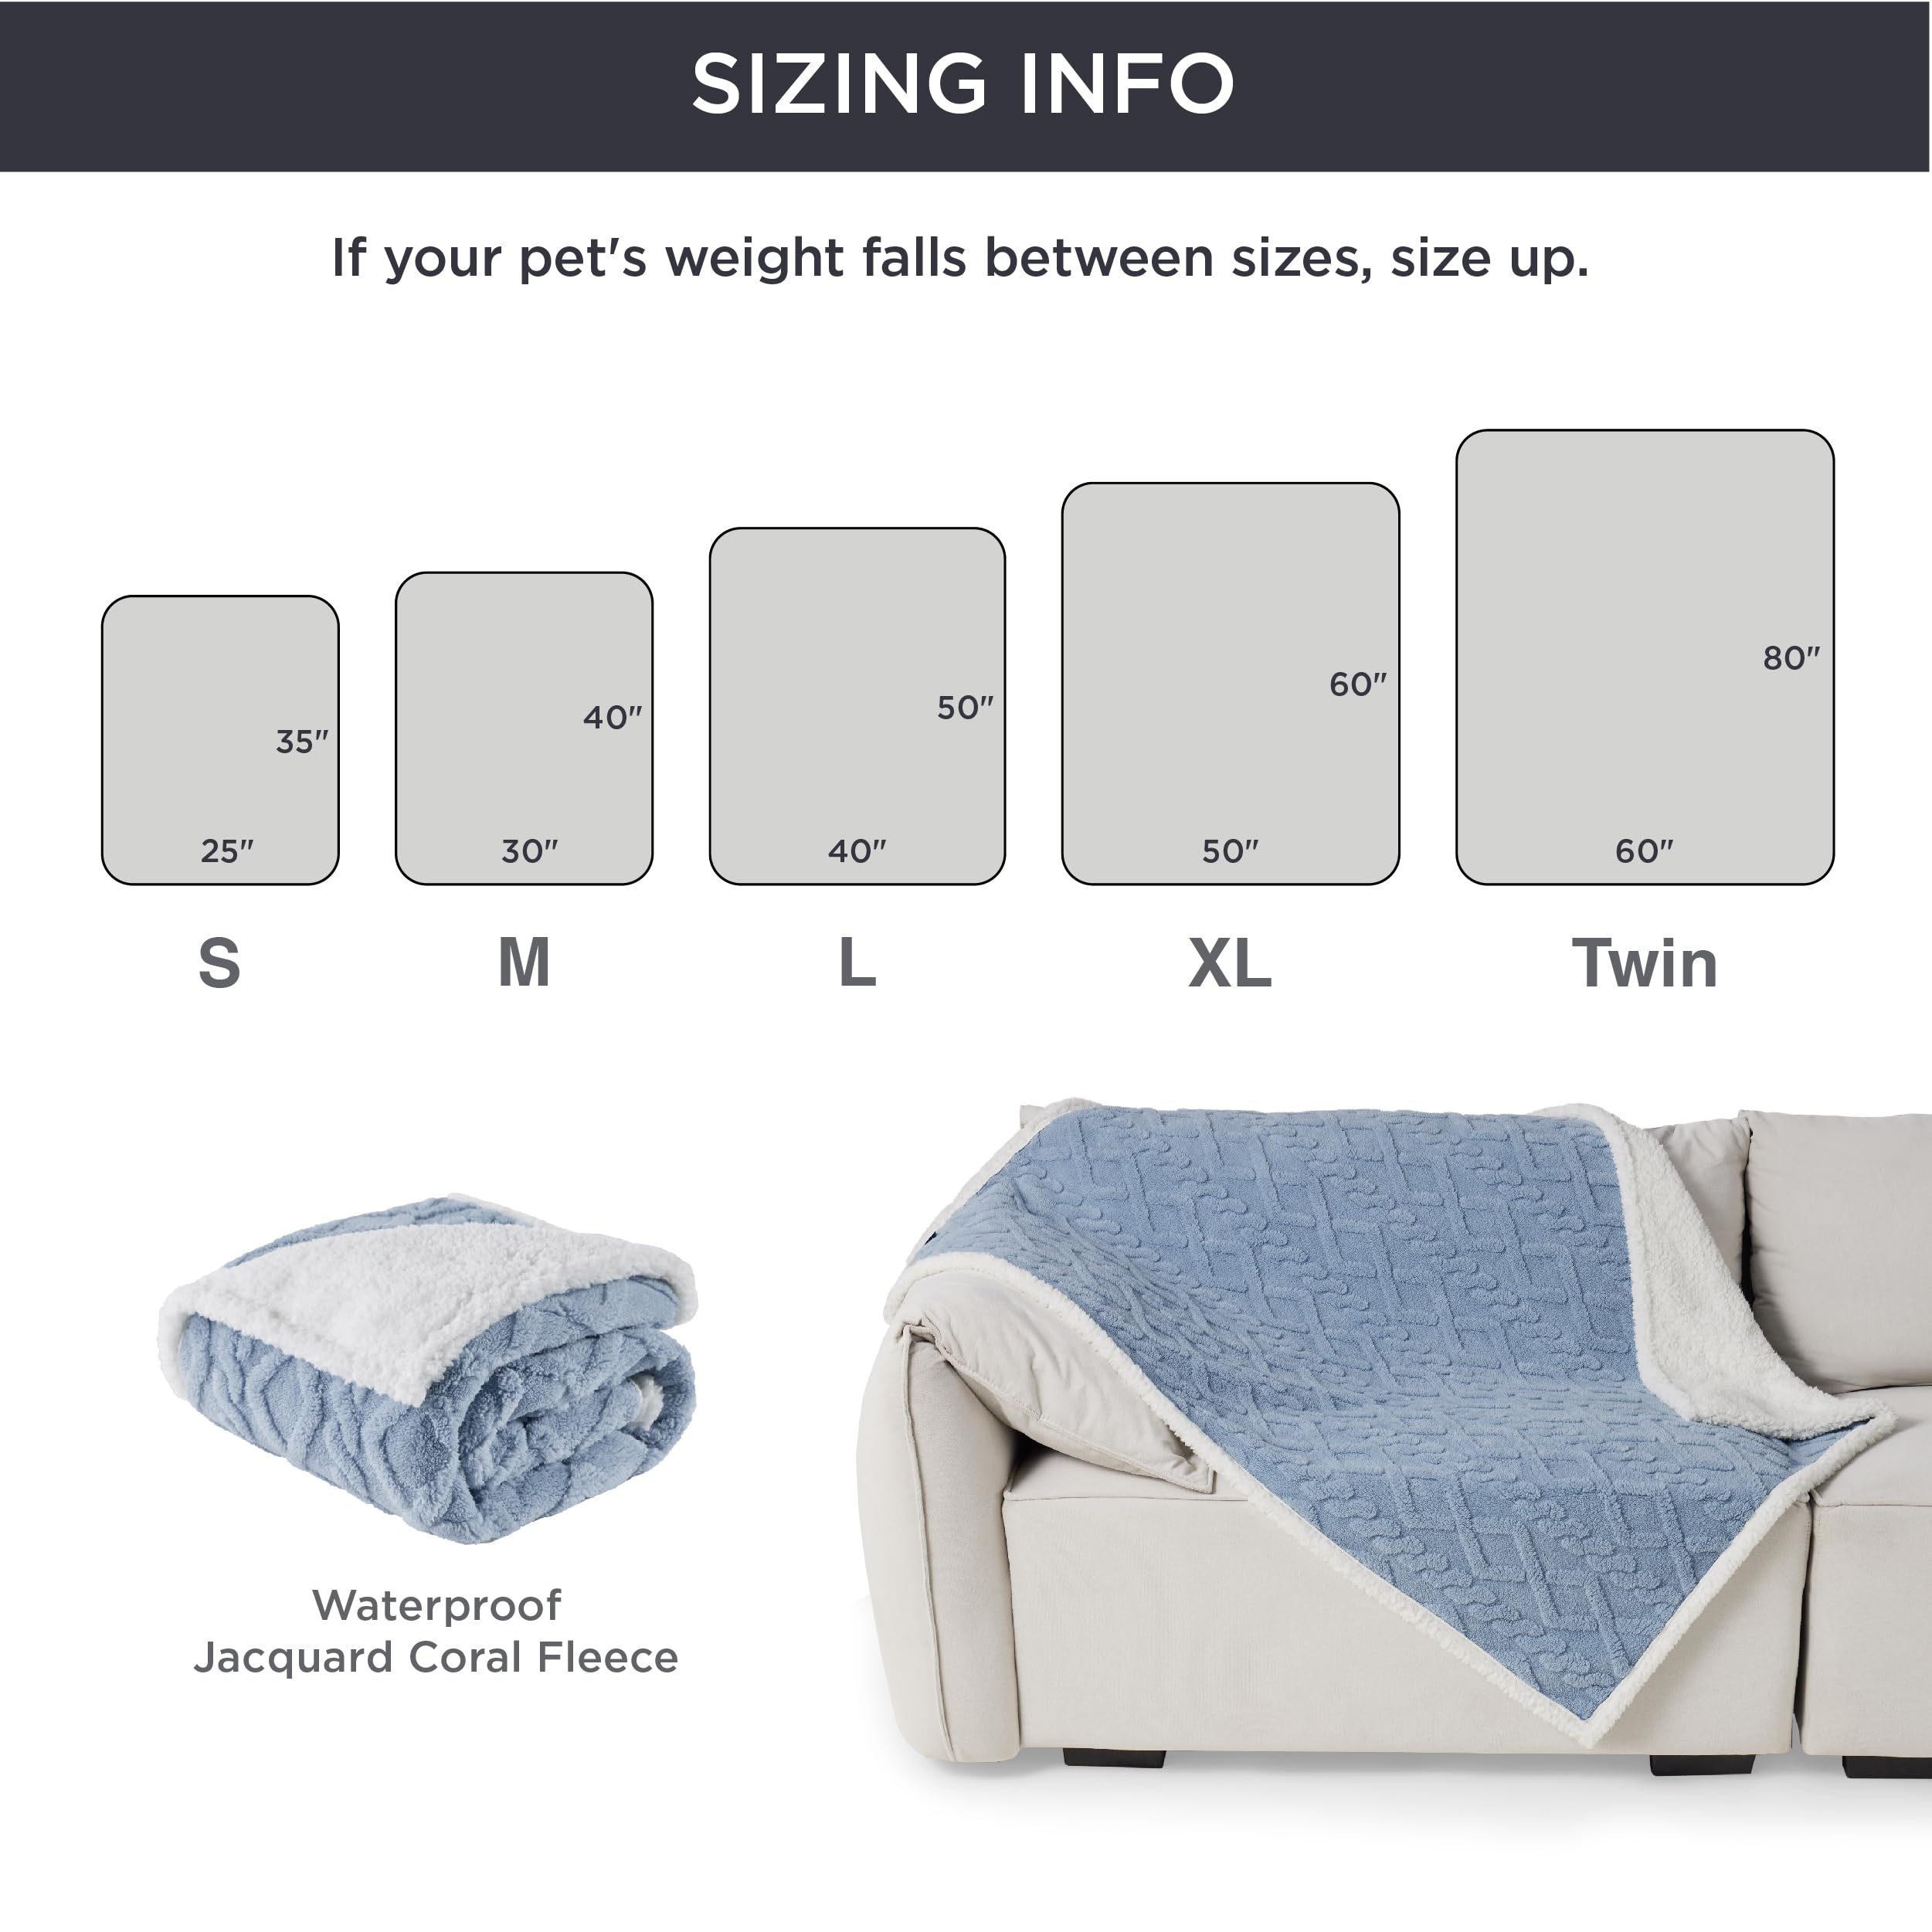 SIZING INFO
If your pet's weight falls between sizes, size up.
35"
25"
S
40"
30"
M
50"
40"
L
60"
50"
XL
80"
60"
Twin
Waterproof
Jacquard Coral Fleece